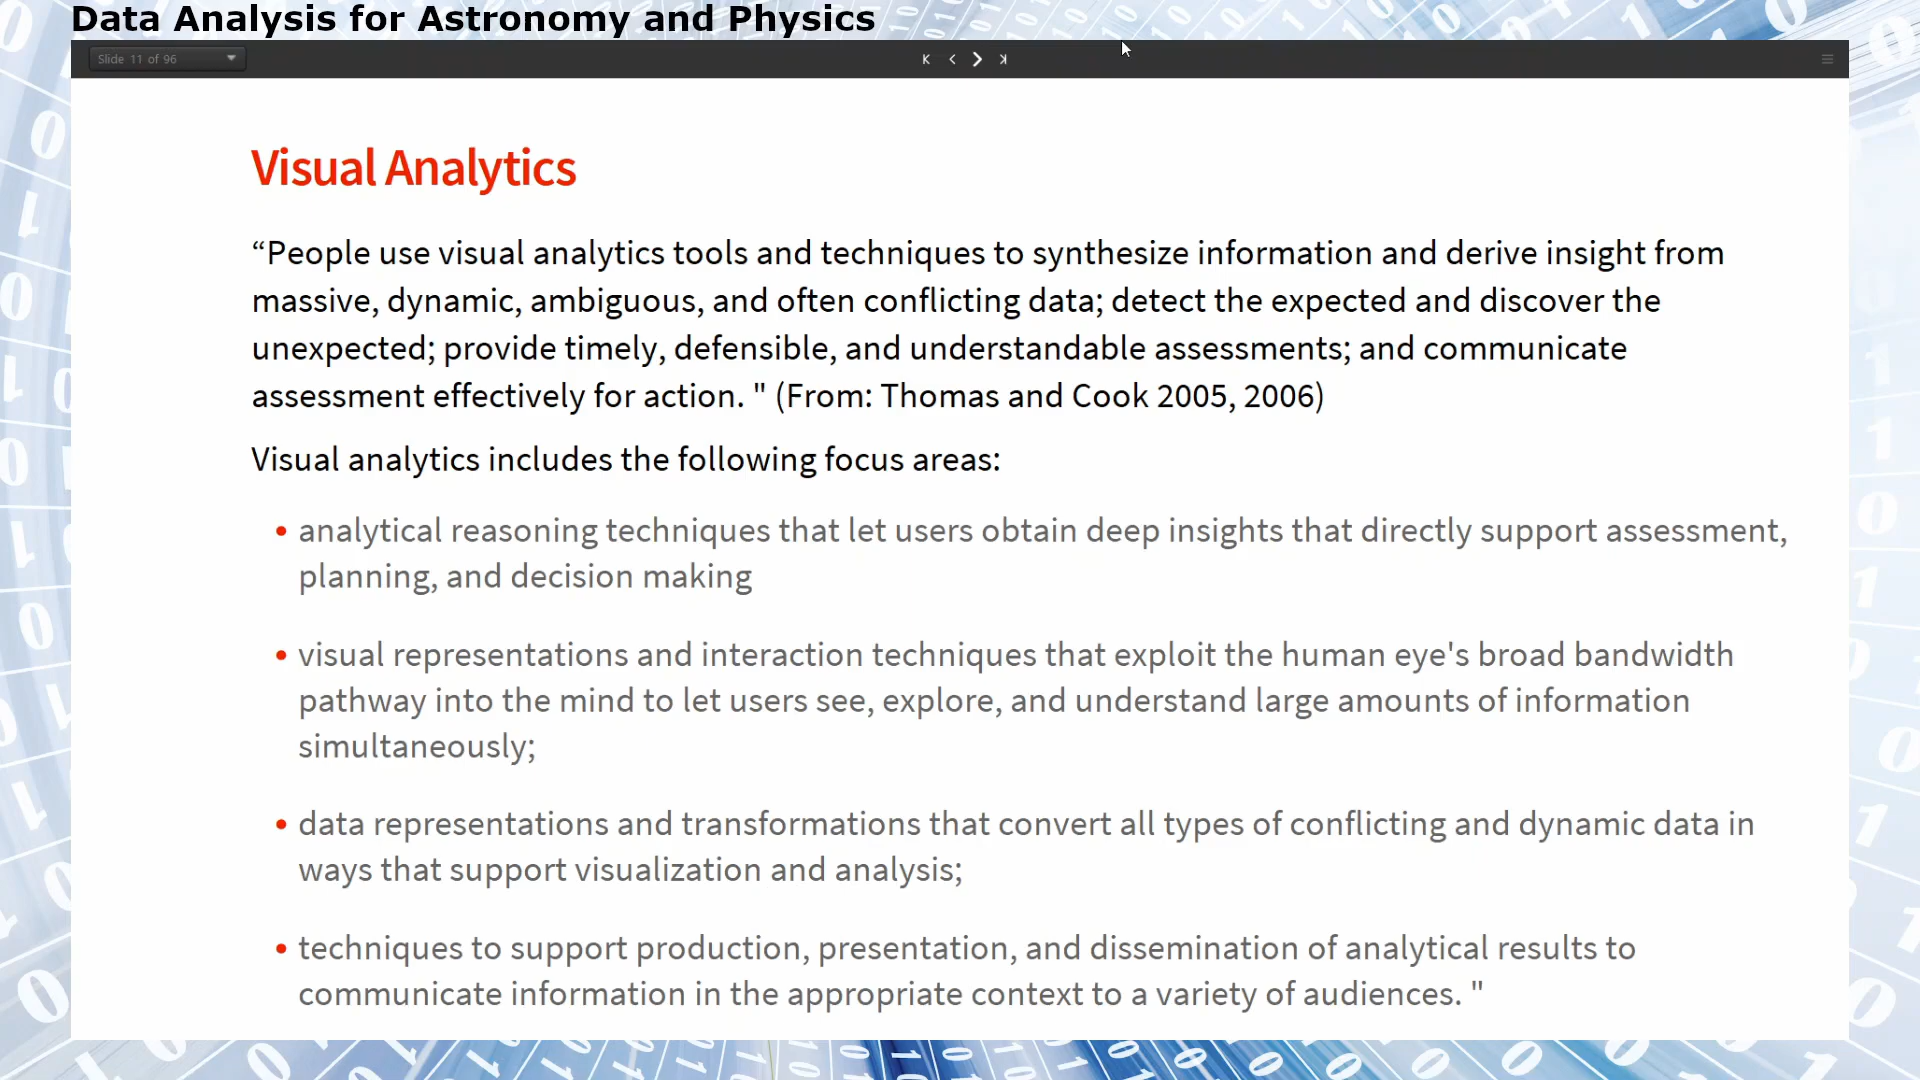 Data Analysis for Astronomy and Physics
Slide 11 of 96
Visual Analytics
“People use visual analytics tools and techniques to synthesize information and derive insight from
massive, dynamic, ambiguous, and often conflicting data; detect the expected and discover the
unexpected; provide timely, defensible, and understandable assessments; and communicate
assessment effectively for action. " (From: Thomas and Cook 2005, 2006)
Visual analytics includes the following focus areas:
• analytical reasoning techniques that let users obtain deep insights that directly support assessment,
planning, and decision making
• visual representations and interaction techniques that exploit the human eye's broad bandwidth
pathway into the mind to let users see, explore, and understand large amounts of information
simultaneously;
• data representations and transformations that convert all types of conflicting and dynamic data in
ways that support visualization and analysis;
• techniques to support production, presentation, and dissemination of analytical results to
communicate information in the appropriate context to a variety of audiences. "